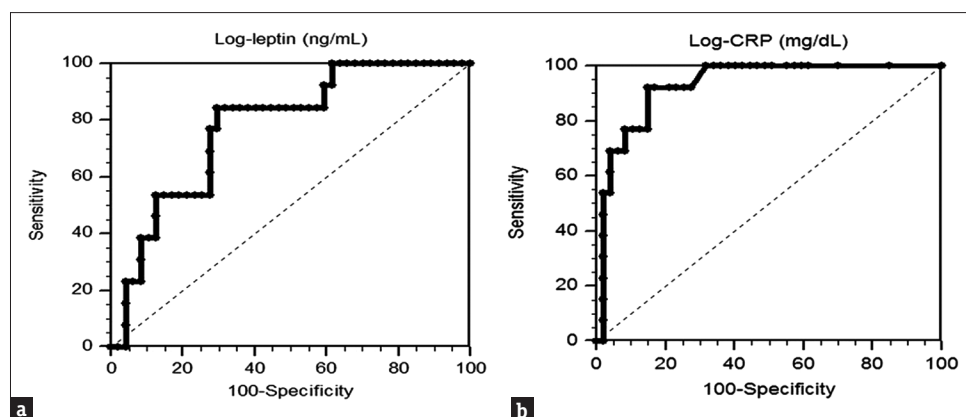 Log-leptin (ng/mL)
100
80
60
40
20
0
Sensitivity
0 20 40 60 80 100
100-Specificity
a
Log-CRP (mg/dL)
100
80
60
40
20
0
Sensitivity
0 20 40 60 80 100
100-Specificity
b